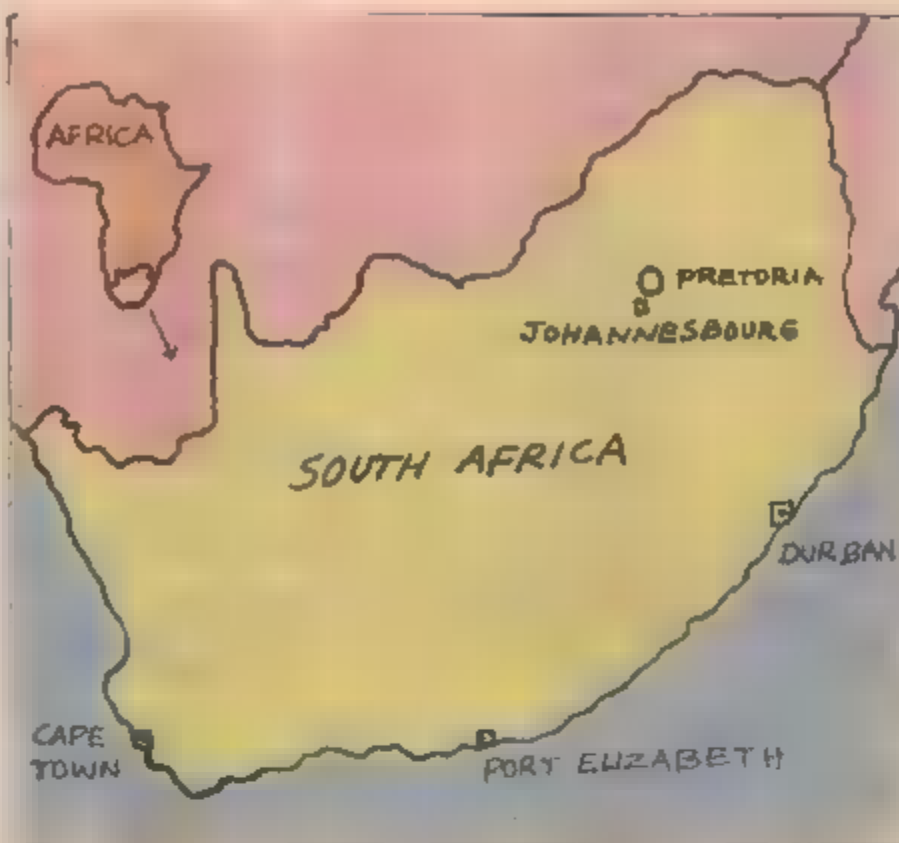 AFRICA
PRETORIA
JOHANNESBOURG
SOUTH AFRICA
DURBAN
CAPE
TOWN
PORT ELIZABETH